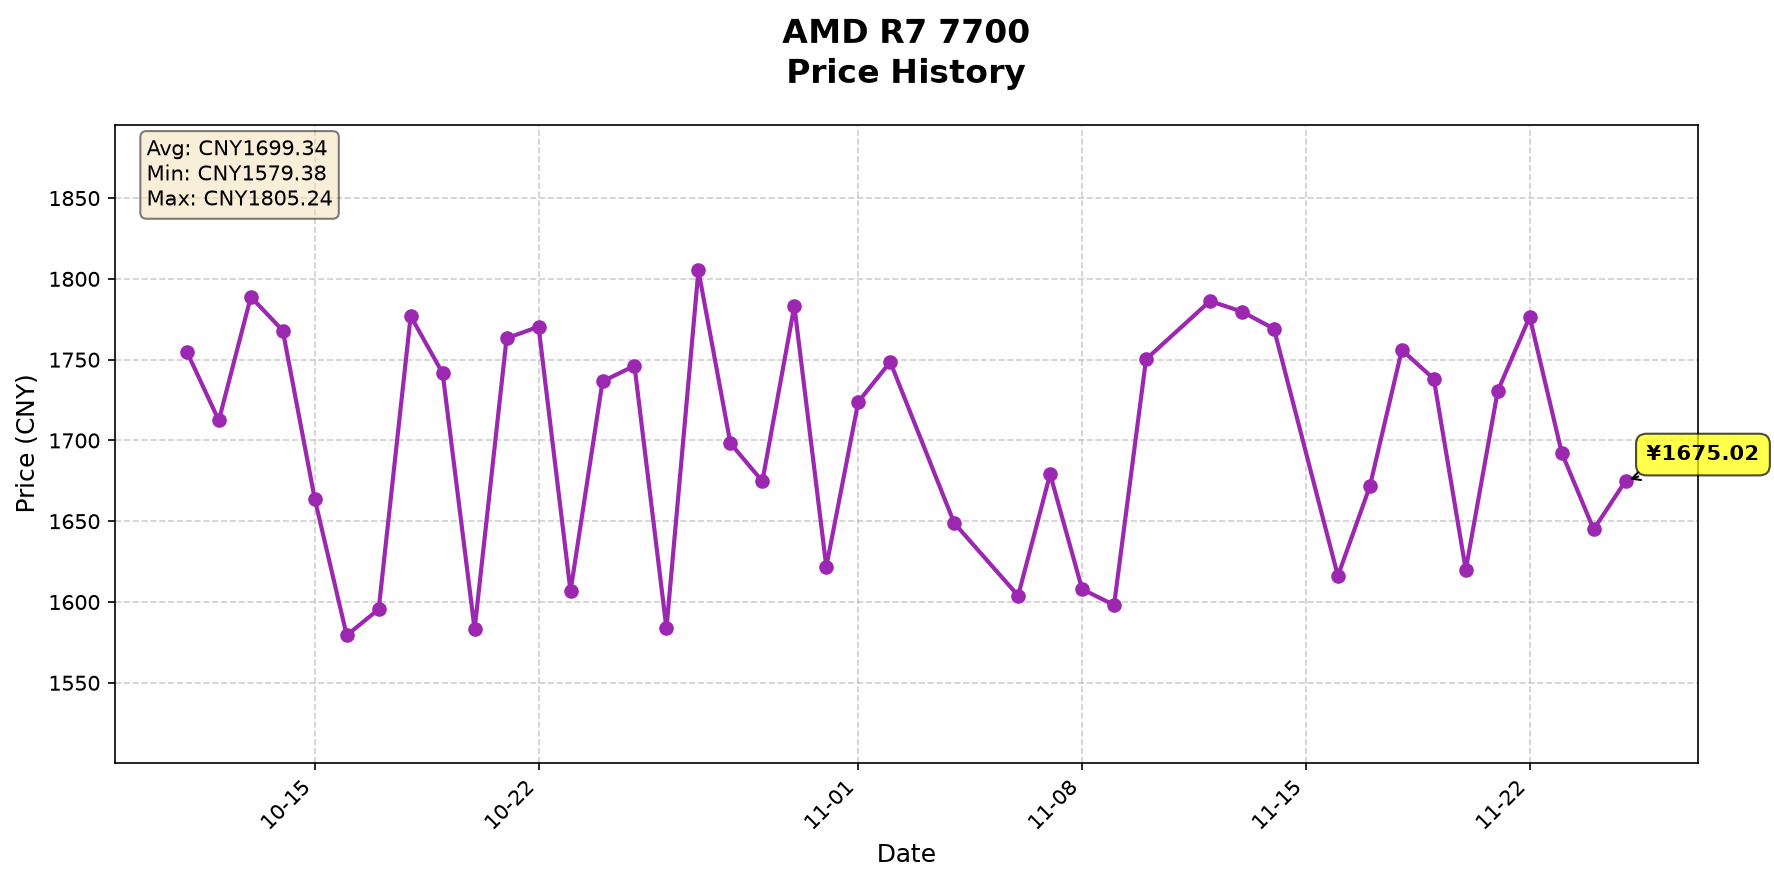 AMD R7 7700
Price History
Avg: CNY1699.34
Min: CNY1579.38
Max: CNY1805.24
Price (CNY)
1850
1800
1750
1700
1650
1600
1550
¥1675.02
10-15
10-22
11-01
11-08
11-15
11-22
Date